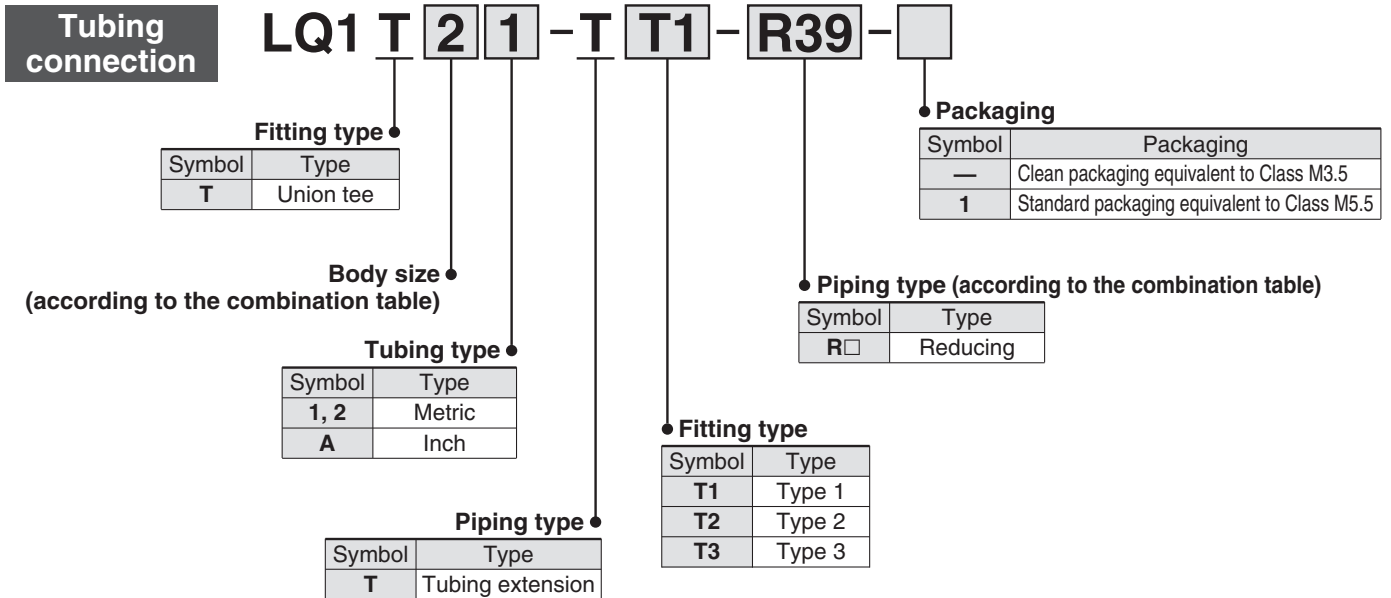 Tubing
connection
LQ1 T 2 1 - T T1 - R39 - □
Fitting type
Symbol Type
T Union tee
Packaging
Symbol Packaging
— Clean packaging equivalent to Class M3.5
1 Standard packaging equivalent to Class M5.5
Body size
(according to the combination table)
Piping type (according to the combination table)
Symbol Type
R□ Reducing
Tubing type
Symbol Type
1, 2 Metric
A Inch
Fitting type
Symbol Type
T1 Type 1
T2 Type 2
T3 Type 3
Piping type
Symbol Type
T Tubing extension